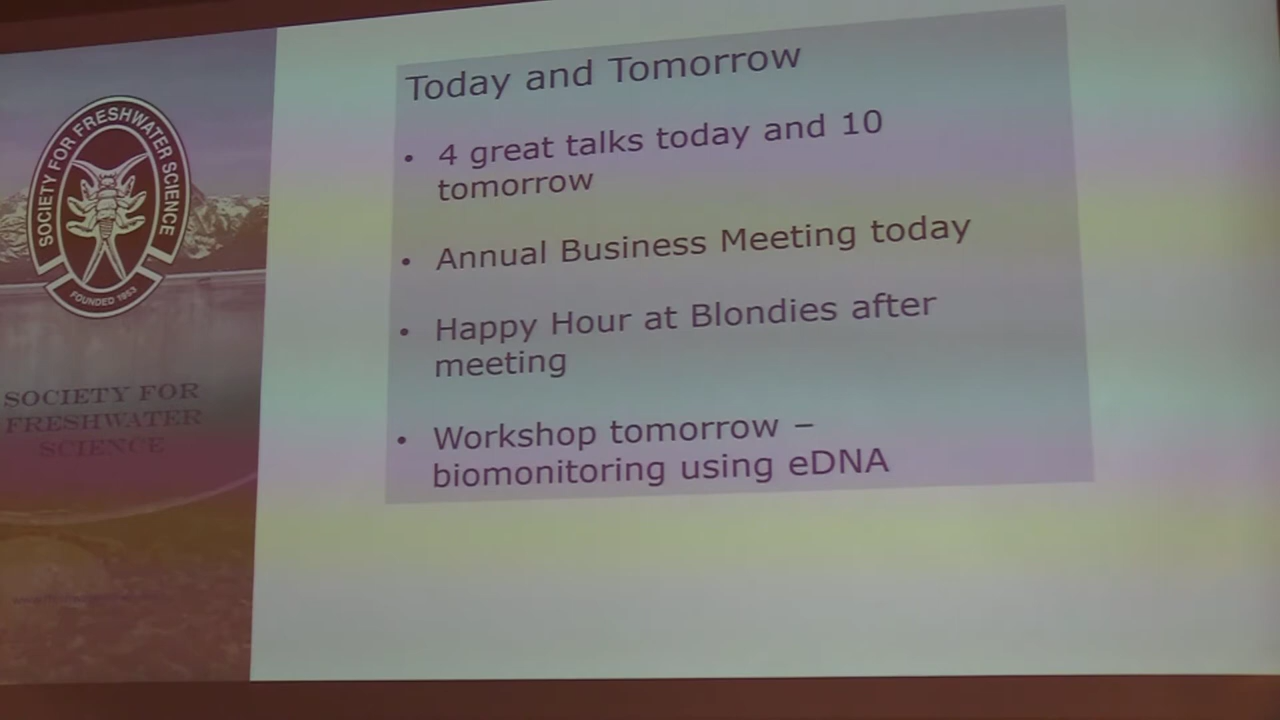 SOCIETY FOR FRESHWATER SCIENCE
FOUNDED 1953
SOCIETY FOR
FRESHWATER
SCIENCE
Today and Tomorrow
• 4 great talks today and 10
tomorrow
• Annual Business Meeting today
• Happy Hour at Blondies after
meeting
• Workshop tomorrow –
biomonitoring using eDNA